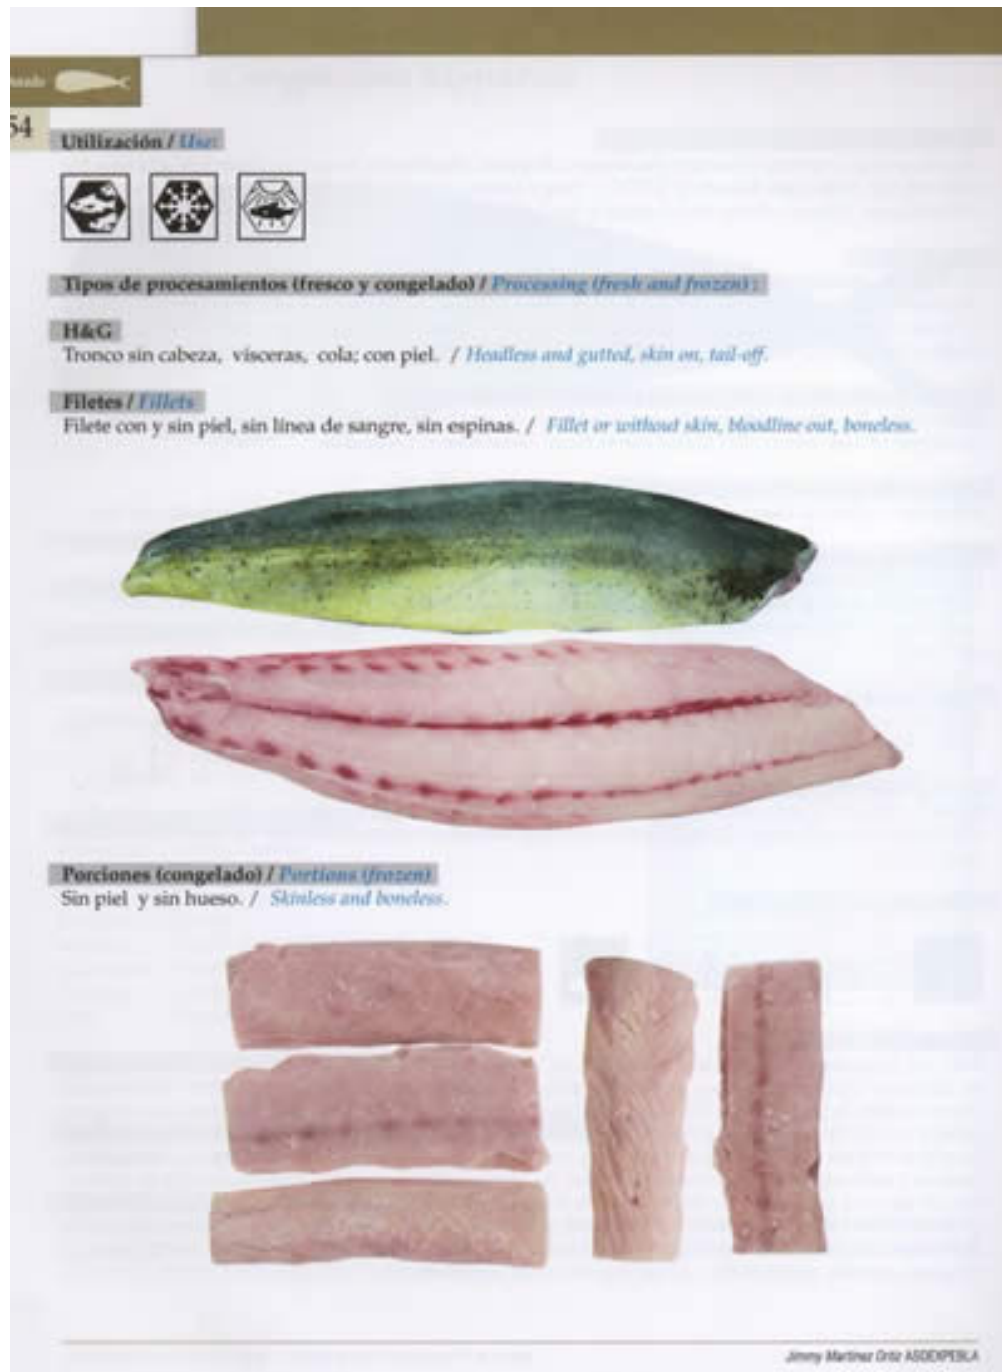 54
Utilización / Use:
Tipos de procesamientos (fresco y congelado) / Processing (fresh and frozen) :
H&G
Tronco sin cabeza, vísceras, cola; con piel. / Headless and gutted, skin on, tail-off.
Filetes / Fillets
Filete con y sin piel, sin línea de sangre, sin espinas. / Fillet or without skin, bloodline out, boneless.
Porciones (congelado) / Portions (frozen)
Sin piel y sin hueso. / Skinless and boneless.
Jimmy Martínez Ortiz ASOEXPEBLA